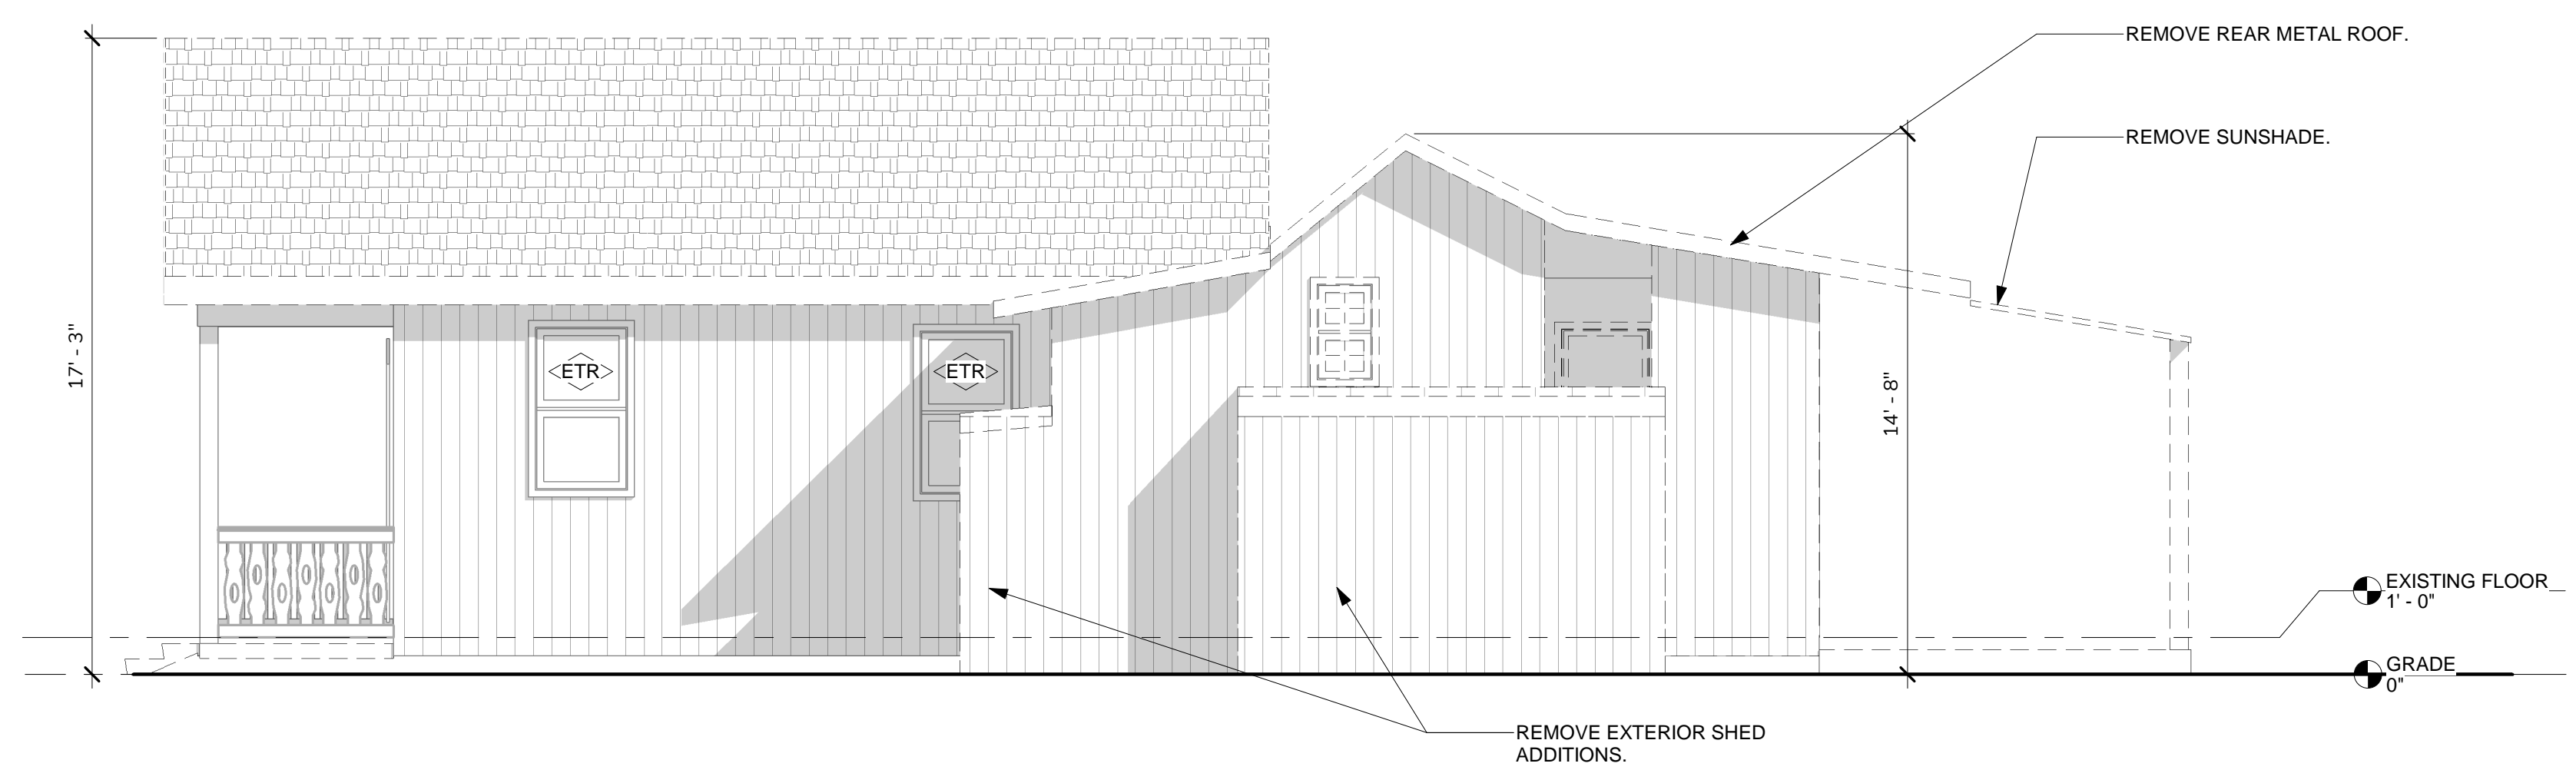 REMOVE REAR METAL ROOF.
REMOVE SUNSHADE.
17' - 3"
ETR
ETR
14' - 8"
EXISTING FLOOR
1' - 0"
GRADE
0"
REMOVE EXTERIOR SHED
ADDITIONS.